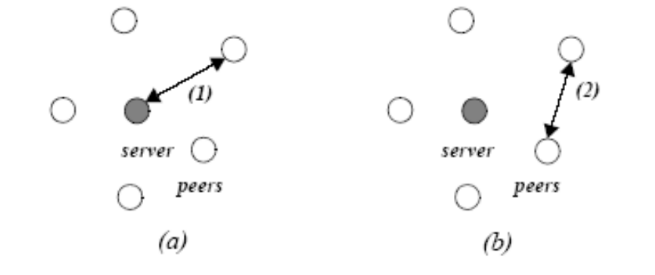 (1)
(2)
server
server
peers
peers
(a)
(b)